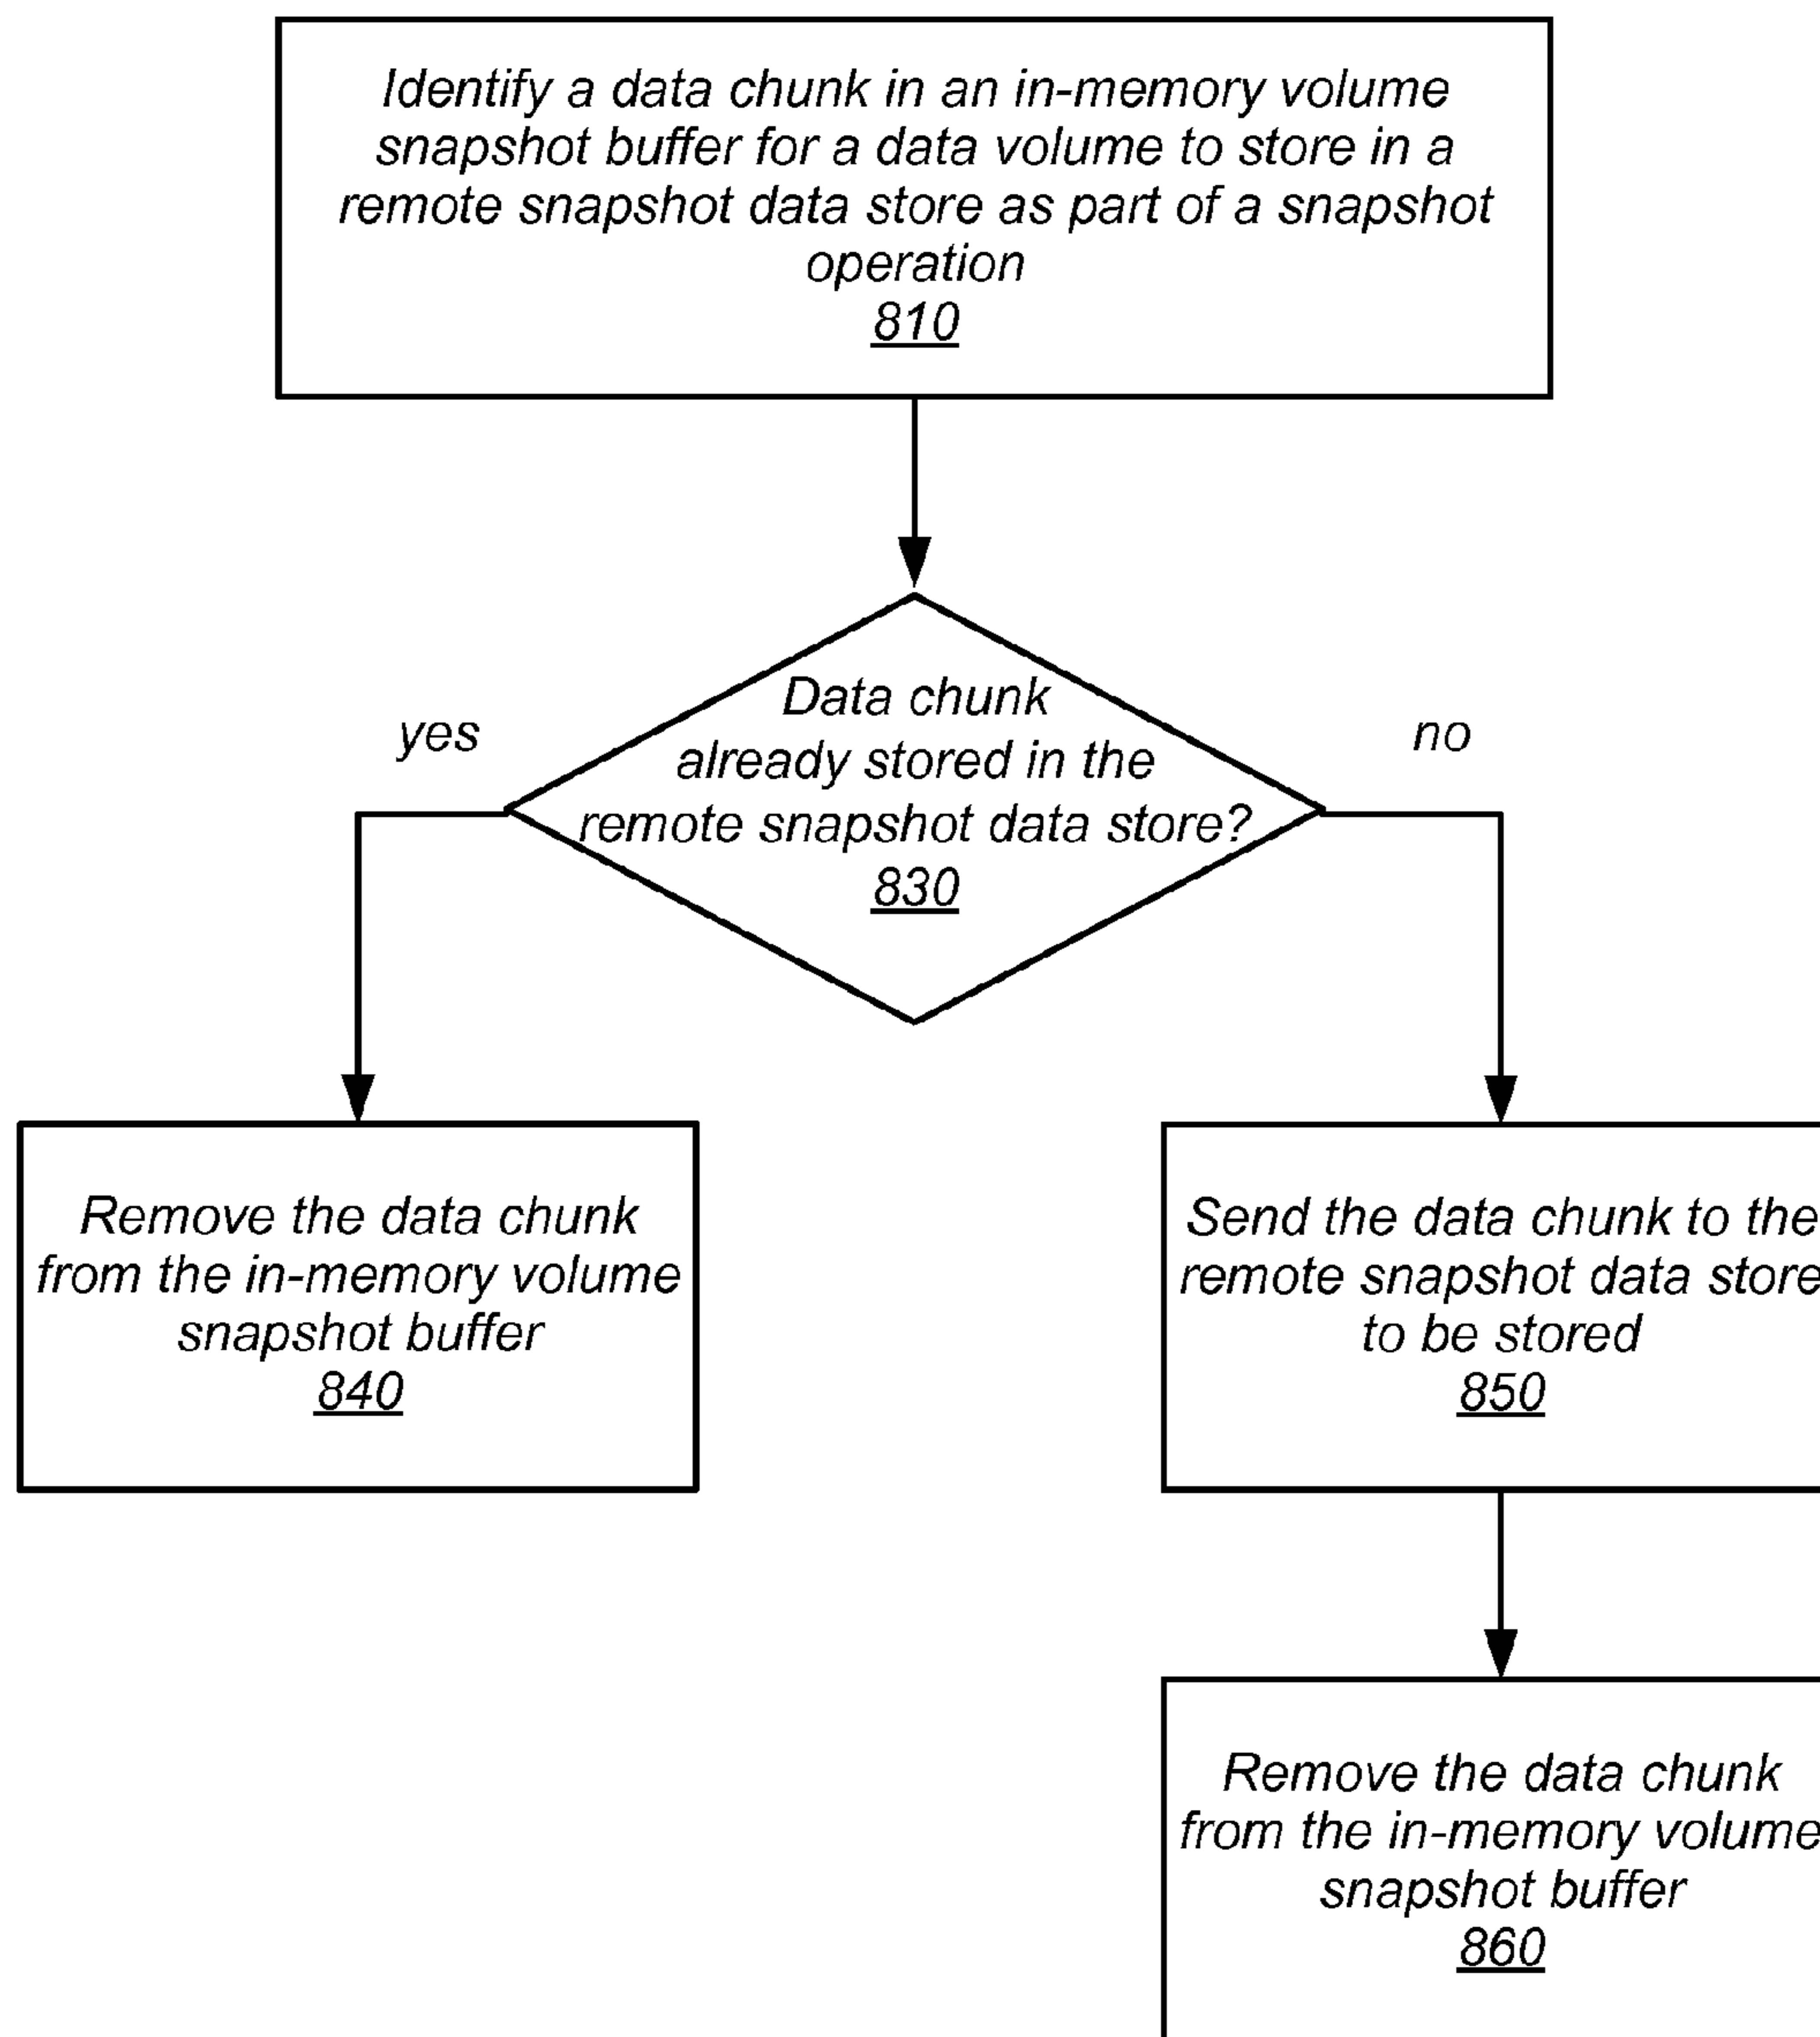 Identify a data chunk in an in-memory volume
snapshot buffer for a data volume to store in a
remote snapshot data store as part of a snapshot
operation
810
Data chunk
already stored in the
remote snapshot data store?
830
yes
no
Remove the data chunk
from the in-memory volume
snapshot buffer
840
Send the data chunk to the
remote snapshot data store
to be stored
850
Remove the data chunk
from the in-memory volume
snapshot buffer
860